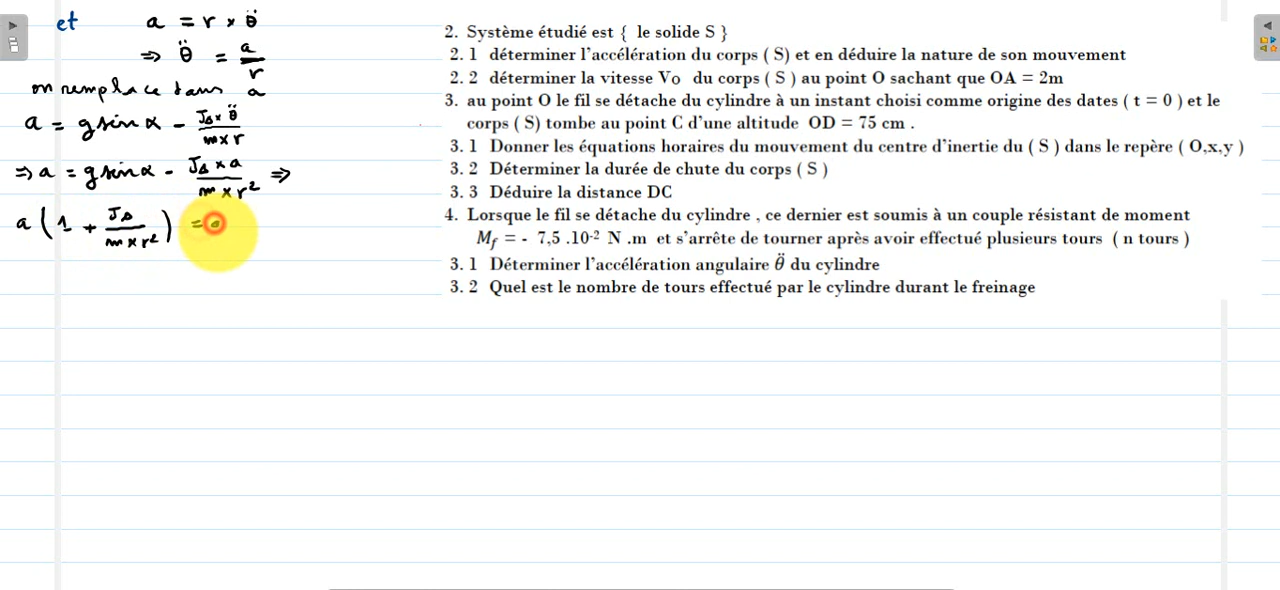 et a = r × θ̈
⇒ θ̈ = a/r
on remplace dans a
a = g sin α - J∆ × θ̈ / m × r
⇒ a = g sin α - J∆ × a / m × r² ⇒
a ( 1 + J∆ / m × r² ) =
2. Système étudié est { le solide S }
2. 1 déterminer l'accélération du corps ( S) et en déduire la nature de son mouvement
2. 2 déterminer la vitesse Vo du corps ( S ) au point O sachant que OA = 2m
3. au point O le fil se détache du cylindre à un instant choisi comme origine des dates ( t = 0 ) et le
corps ( S) tombe au point C d'une altitude OD = 75 cm .
3. 1 Donner les équations horaires du mouvement du centre d'inertie du ( S ) dans le repère ( O,x,y )
3. 2 Déterminer la durée de chute du corps ( S )
3. 3 Déduire la distance DC
4. Lorsque le fil se détache du cylindre , ce dernier est soumis à un couple résistant de moment
Mf = - 7,5 .10⁻² N .m et s'arrête de tourner après avoir effectué plusieurs tours ( n tours )
3. 1 Déterminer l'accélération angulaire θ̈ du cylindre
3. 2 Quel est le nombre de tours effectué par le cylindre durant le freinage